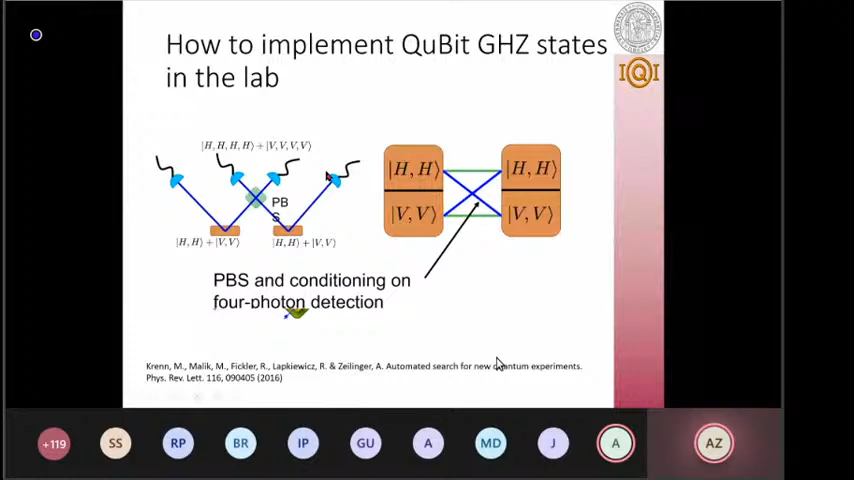 How to implement QuBit GHZ states
in the lab
IQI
|H, H, H, H⟩ + |V, V, V, V⟩
PB
S
|H, H⟩ + |V, V⟩
|H, H⟩ + |V, V⟩
|H, H⟩
|H, H⟩
|V, V⟩
|V, V⟩
PBS and conditioning on
four-photon detection
Krenn, M., Malik, M., Fickler, R., Lapkiewicz, R. & Zeilinger, A. Automated search for new quantum experiments.
Phys. Rev. Lett. 116, 090405 (2016)
+119
SS
RP
BR
IP
GU
A
MD
J
A
AZ